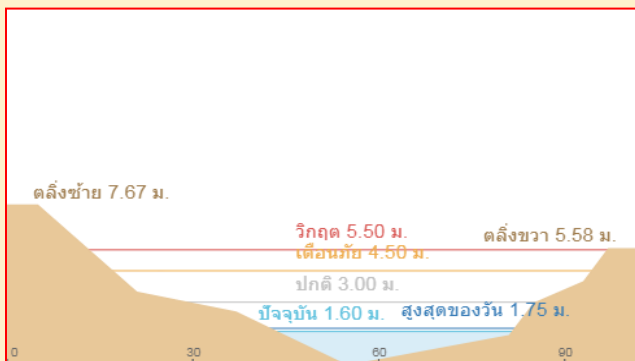 ตลิ่งซ้าย 7.67 ม.
วิกฤต 5.50 ม.
ตลิ่งขวา 5.58 ม.
เตือนภัย 4.50 ม.
ปกติ 3.00 ม.
ปัจจุบัน 1.60 ม.
สูงสุดของวัน 1.75 ม.
0 30 60 90